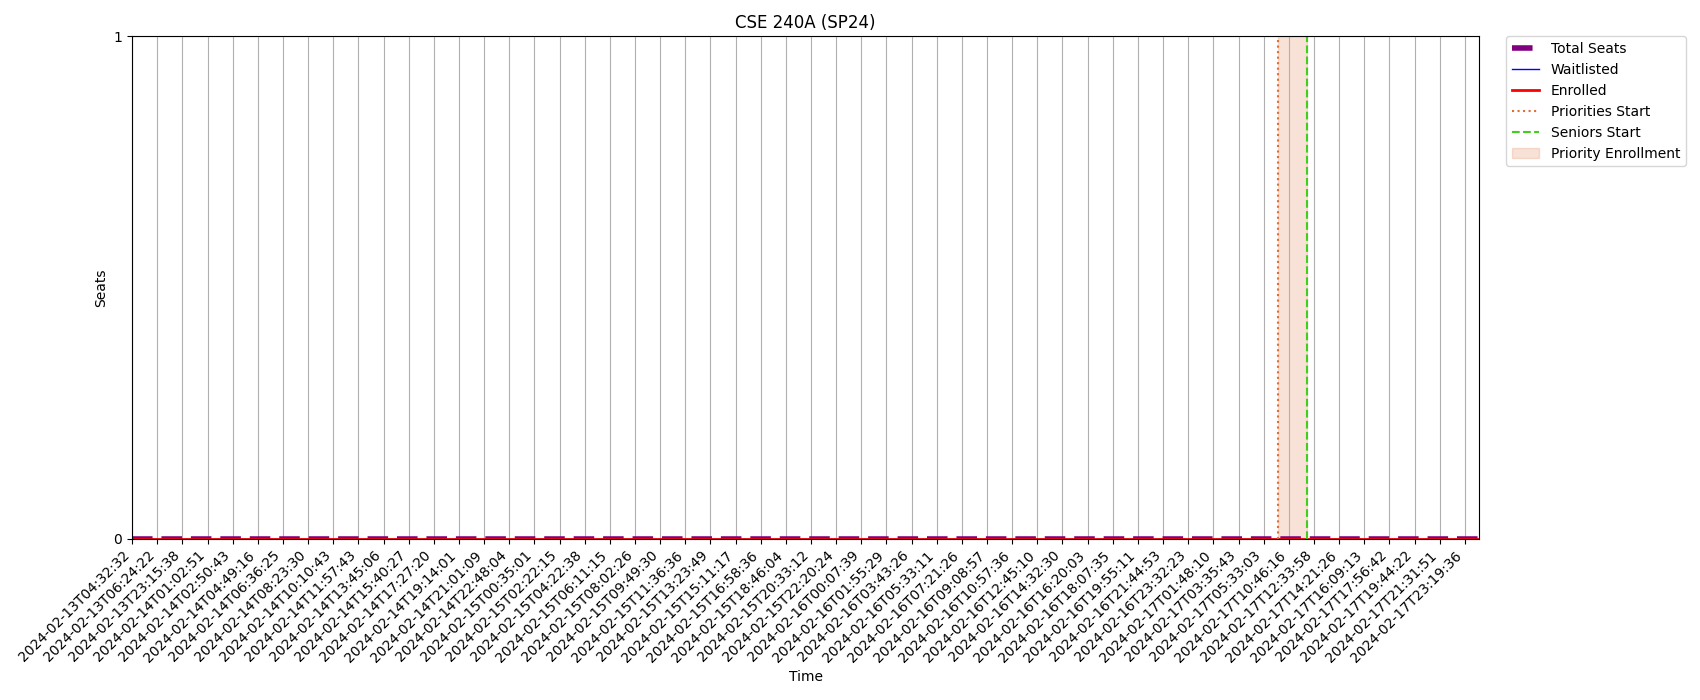 CSE 240A (SP24)
1
Seats
0
2024-02-13T04:32:32
2024-02-13T06:24:22
2024-02-13T23:15:38
2024-02-14T01:02:51
2024-02-14T02:50:43
2024-02-14T04:49:16
2024-02-14T06:36:25
2024-02-14T08:23:30
2024-02-14T10:10:43
2024-02-14T11:57:43
2024-02-14T13:45:06
2024-02-14T15:40:27
2024-02-14T17:27:20
2024-02-14T19:14:01
2024-02-14T21:01:09
2024-02-14T22:48:04
2024-02-15T00:35:01
2024-02-15T02:22:15
2024-02-15T04:22:38
2024-02-15T06:11:15
2024-02-15T08:02:26
2024-02-15T09:49:30
2024-02-15T11:36:36
2024-02-15T13:23:49
2024-02-15T15:11:17
2024-02-15T16:58:36
2024-02-15T18:46:04
2024-02-15T20:33:12
2024-02-15T22:20:24
2024-02-16T00:07:39
2024-02-16T01:55:29
2024-02-16T03:43:26
2024-02-16T05:33:11
2024-02-16T07:21:26
2024-02-16T09:08:57
2024-02-16T10:57:36
2024-02-16T12:45:10
2024-02-16T14:32:30
2024-02-16T16:20:03
2024-02-16T18:07:35
2024-02-16T19:55:11
2024-02-16T21:44:53
2024-02-16T23:32:23
2024-02-17T01:48:10
2024-02-17T03:35:43
2024-02-17T05:33:03
2024-02-17T10:46:16
2024-02-17T12:33:58
2024-02-17T14:21:26
2024-02-17T16:09:13
2024-02-17T17:56:42
2024-02-17T19:44:22
2024-02-17T21:31:51
2024-02-17T23:19:36
Time
Total Seats
Waitlisted
Enrolled
Priorities Start
Seniors Start
Priority Enrollment